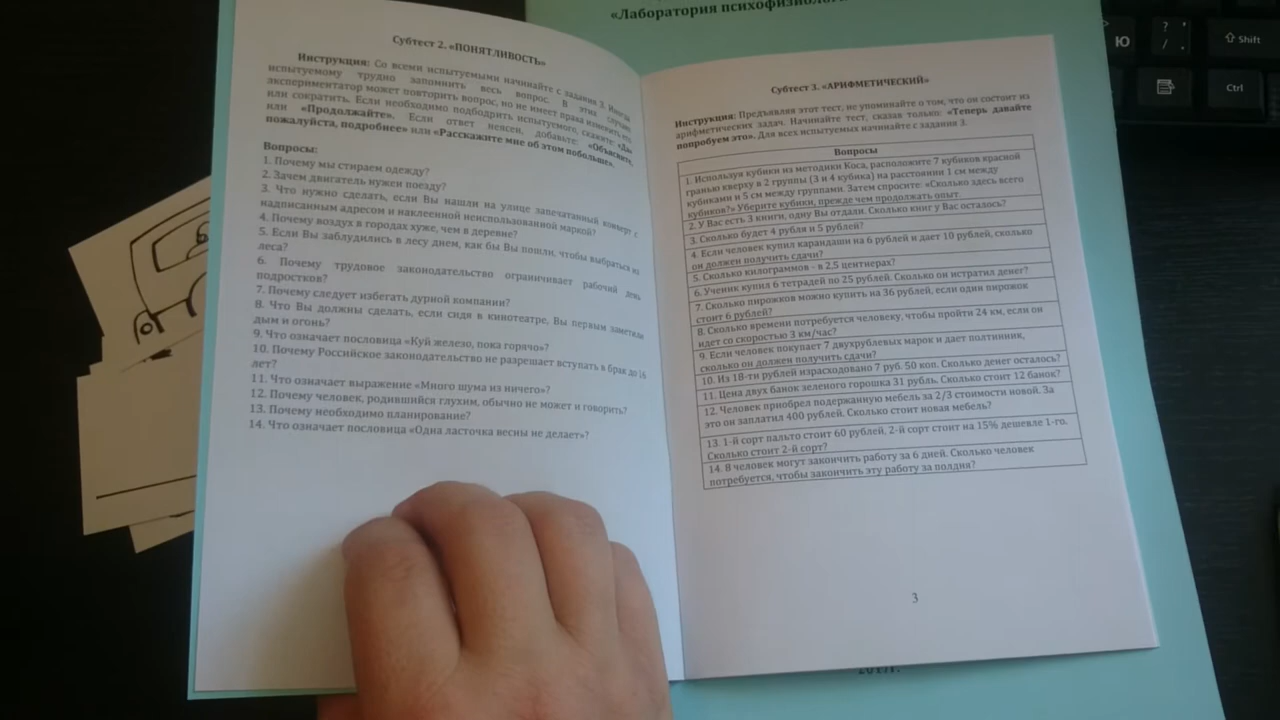 «Лаборатория психофизиоло
Субтест 2. «ПОНЯТЛИВОСТЬ»
Инструкция: Со всеми испытуемыми начинайте с задания 3. Иногда
испытуемому трудно запомнить весь вопрос. В этих случаях
экспериментатор может повторить вопрос, но не имеет права изменить его
или сократить. Если необходимо подбодрить испытуемого, скажите: «Да»
или «Продолжайте». Если ответ неясен, добавьте: «Объясните,
пожалуйста, подробнее» или «Расскажите мне об этом побольше».
Вопросы:
1. Почему мы стираем одежду?
2. Зачем двигатель нужен поезду?
3. Что нужно сделать, если Вы нашли на улице запечатанный конверт с
надписанным адресом и наклеенной неиспользованной маркой?
4. Почему воздух в городах хуже, чем в деревне?
5. Если Вы заблудились в лесу днем, как бы Вы пошли, чтобы выбраться из
леса?
6. Почему трудовое законодательство ограничивает рабочий день
подростков?
7. Почему следует избегать дурной компании?
8. Что Вы должны сделать, если сидя в кинотеатре, Вы первым заметили
дым и огонь?
9. Что означает пословица «Куй железо, пока горячо»?
10. Почему Российское законодательство не разрешает вступать в брак до 16
лет?
11. Что означает выражение «Много шума из ничего»?
12. Почему человек, родившийся глухим, обычно не может и говорить?
13. Почему необходимо планирование?
14. Что означает пословица «Одна ласточка весны не делает»?
Субтест 3. «АРИФМЕТИЧЕСКИЙ»
Инструкция: Предъявляя этот тест, не упоминайте о том, что он состоит из
арифметических задач. Начинайте тест, сказав только: «Теперь давайте
попробуем это». Для всех испытуемых начинайте с задания 3.
Вопросы
1. Используя кубики из методики Коса, расположите 7 кубиков красной
гранью кверху в 2 группы (3 и 4 кубика) на расстоянии 1 см между
кубиками и 5 см между группами. Затем спросите: «Сколько здесь всего
кубиков?» Уберите кубики, прежде чем продолжать опыт
2. У Вас есть 3 книги, одну Вы отдали. Сколько книг у Вас осталось?
3. Сколько будет 4 рубля и 5 рублей?
4. Если человек купил карандаши на 6 рублей и дает 10 рублей, сколько
он должен получить сдачи?
5. Сколько килограммов - в 2,5 центнерах?
6. Ученик купил 6 тетрадей по 25 рублей. Сколько он истратил денег?
7. Сколько пирожков можно купить на 36 рублей, если один пирожок
стоит 6 рублей?
8. Сколько времени потребуется человеку, чтобы пройти 24 км, если он
идет со скоростью 3 км/час?
9. Если человек покупает 7 двухрублевых марок и дает полтинник,
сколько он должен получить сдачи?
10. Из 18-ти рублей израсходовано 7 руб. 50 коп. Сколько денег осталось?
11. Цена двух банок зеленого горошка 31 рубль. Сколько стоит 12 банок?
12. Человек приобрел подержанную мебель за 2/3 стоимости новой. За
это он заплатил 400 рублей. Сколько стоит новая мебель?
13. 1-й сорт пальто стоит 60 рублей, 2-й сорт стоит на 15% дешевле 1-го.
Сколько стоит 2-й сорт?
14. 8 человек могут закончить работу за 6 дней. Сколько человек
потребуется, чтобы закончить эту работу за полдня?
3
Ю
? ,
/ .
Shift
Ctrl